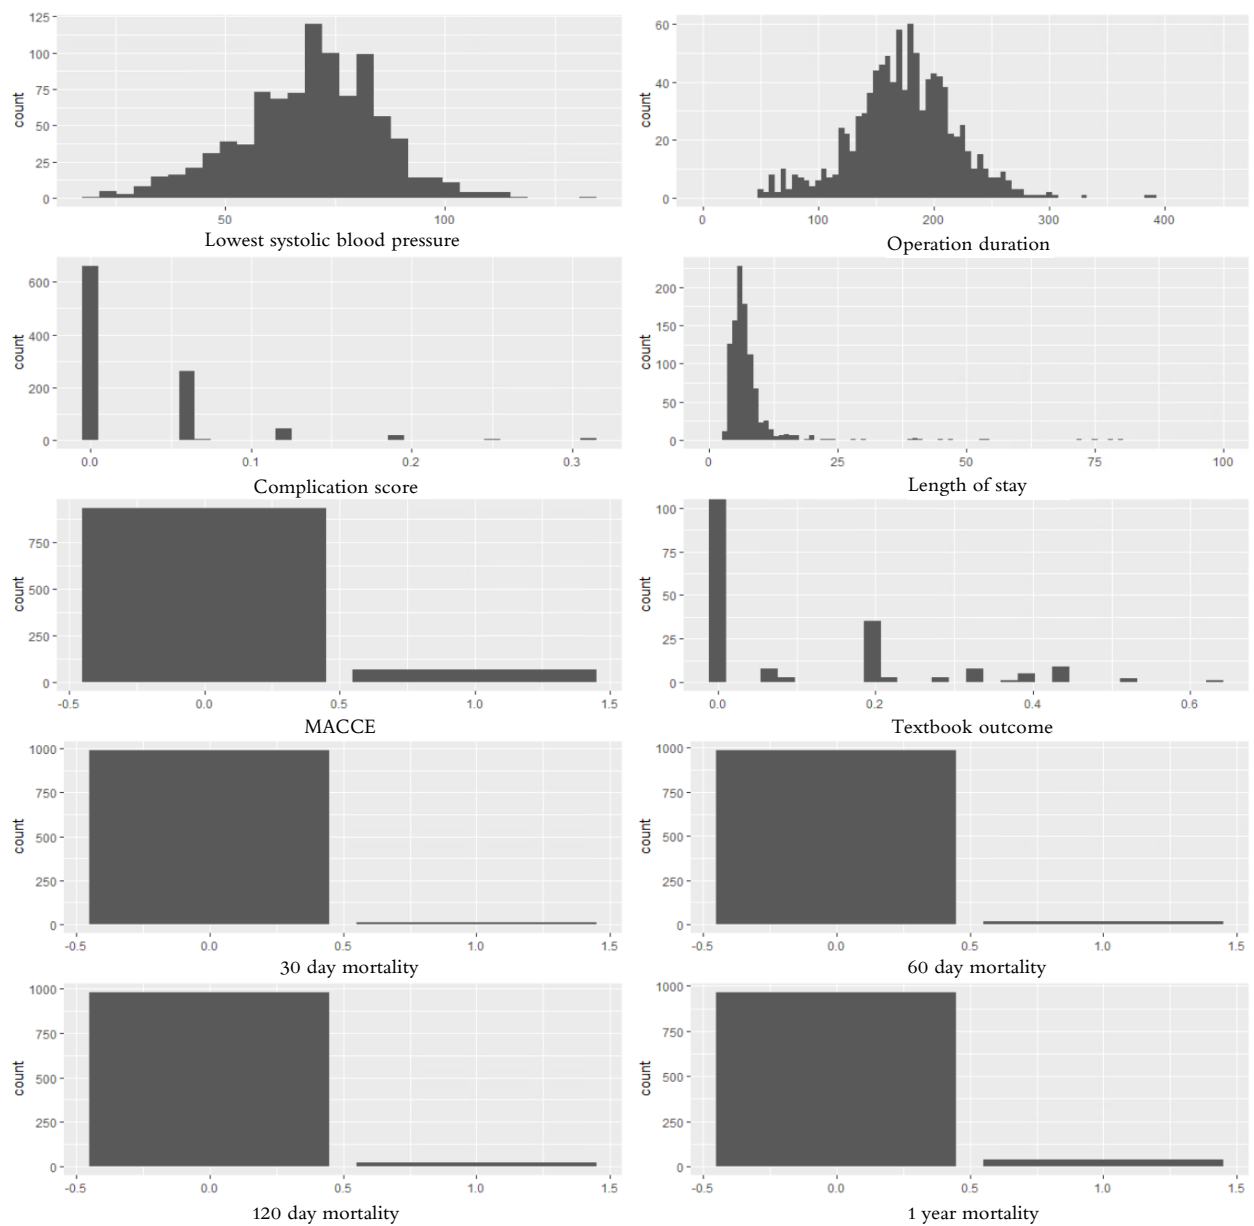 125
100
75
50
25
0
count
50 100
Lowest systolic blood pressure
60
40
20
0
count
0 100 200 300 400
Operation duration
600
400
200
0
count
0.0 0.1 0.2 0.3
Complication score
200
150
100
50
0
count
0 25 50 75 100
Length of stay
750
500
250
0
count
-0.5 0.0 0.5 1.0 1.5
MACCE
100
75
50
25
0
count
0.0 0.2 0.4 0.6
Textbook outcome
1000
750
500
250
0
count
-0.5 0.0 0.5 1.0 1.5
30 day mortality
1000
750
500
250
0
count
-0.5 0.0 0.5 1.0 1.5
60 day mortality
1000
750
500
250
0
count
-0.5 0.0 0.5 1.0 1.5
120 day mortality
1000
750
500
250
0
count
-0.5 0.0 0.5 1.0 1.5
1 year mortality